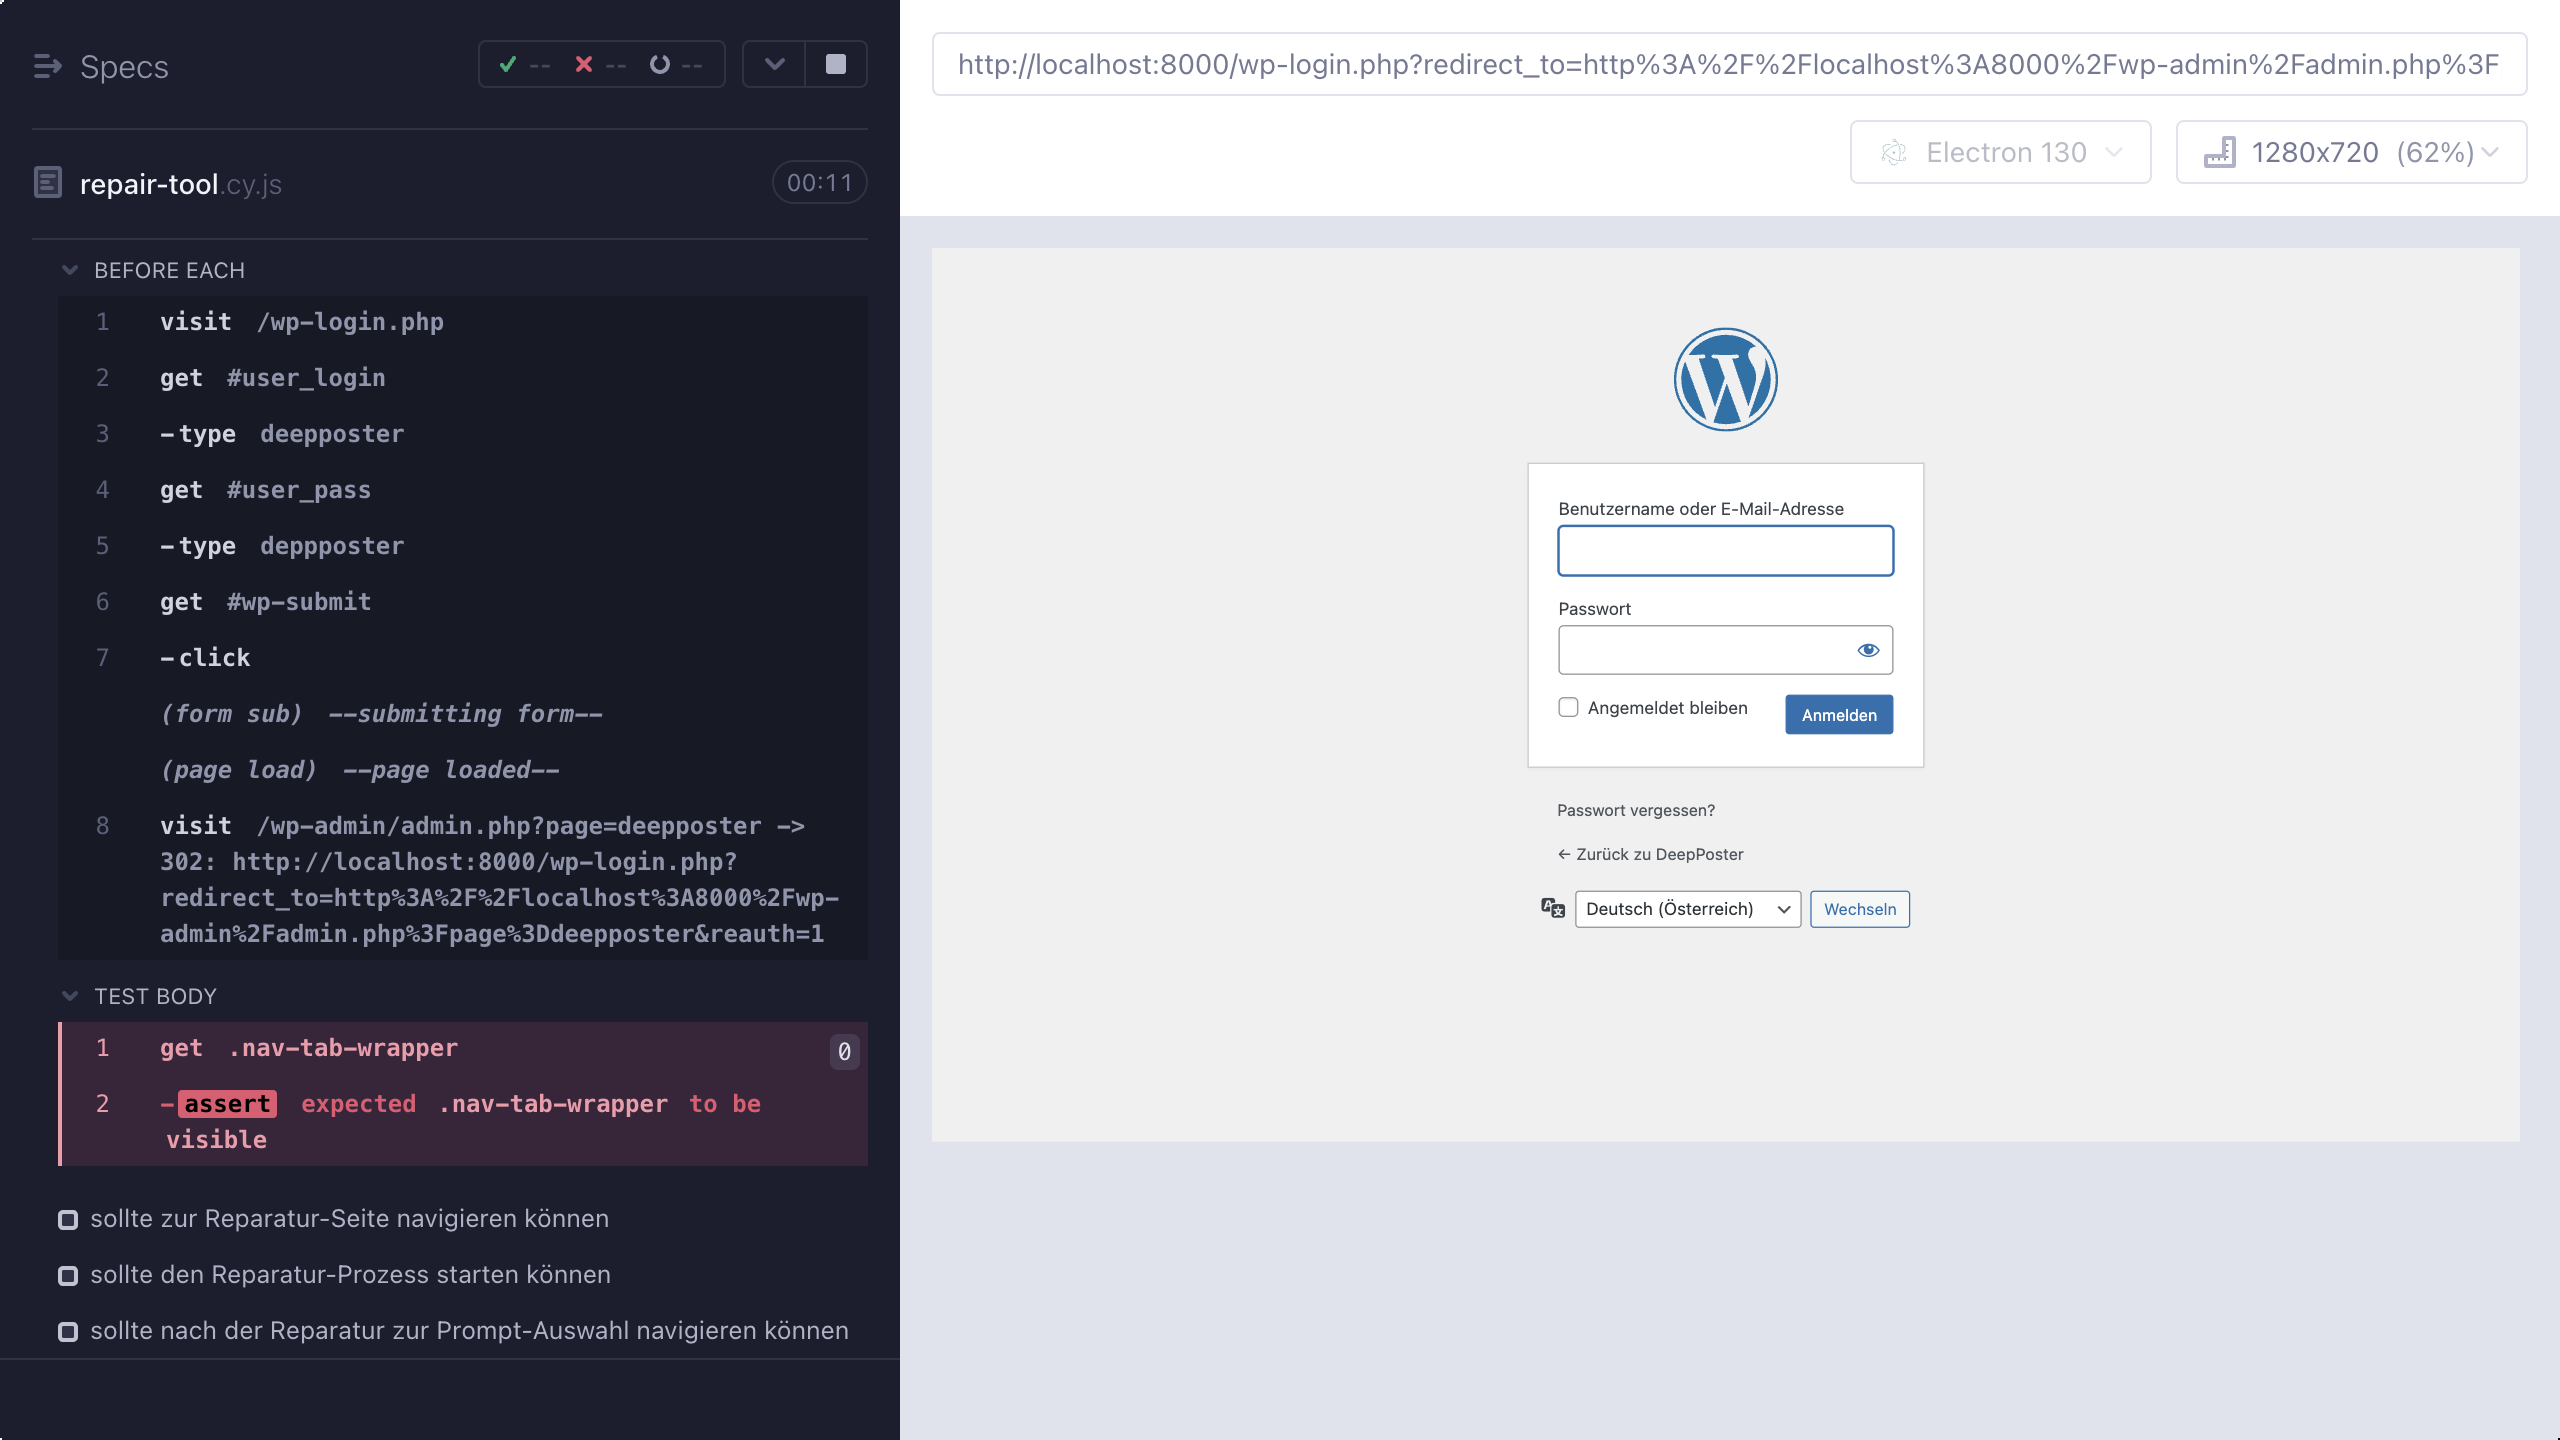 Specs
-- -- --
repair-tool.cy.js
00:11
BEFORE EACH
1 visit /wp-login.php
2 get #user_login
3 -type deepposter
4 get #user_pass
5 -type deppposter
6 get #wp-submit
7 -click
(form sub) --submitting form--
(page load) --page loaded--
8 visit /wp-admin/admin.php?page=deepposter ->
302: http://localhost:8000/wp-login.php?
redirect_to=http%3A%2F%2Flocalhost%3A8000%2Fwp-
admin%2Fadmin.php%3Fpage%3Ddeepposter&reauth=1
TEST BODY
1 get .nav-tab-wrapper 0
2 -assert expected .nav-tab-wrapper to be
visible
sollte zur Reparatur-Seite navigieren können
sollte den Reparatur-Prozess starten können
sollte nach der Reparatur zur Prompt-Auswahl navigieren können
http://localhost:8000/wp-login.php?redirect_to=http%3A%2F%2Flocalhost%3A8000%2Fwp-admin%2Fadmin.php%3F
Electron 130
1280x720 (62%)
Benutzername oder E-Mail-Adresse
Passwort
Angemeldet bleiben
Anmelden
Passwort vergessen?
← Zurück zu DeepPoster
Deutsch (Österreich)
Wechseln